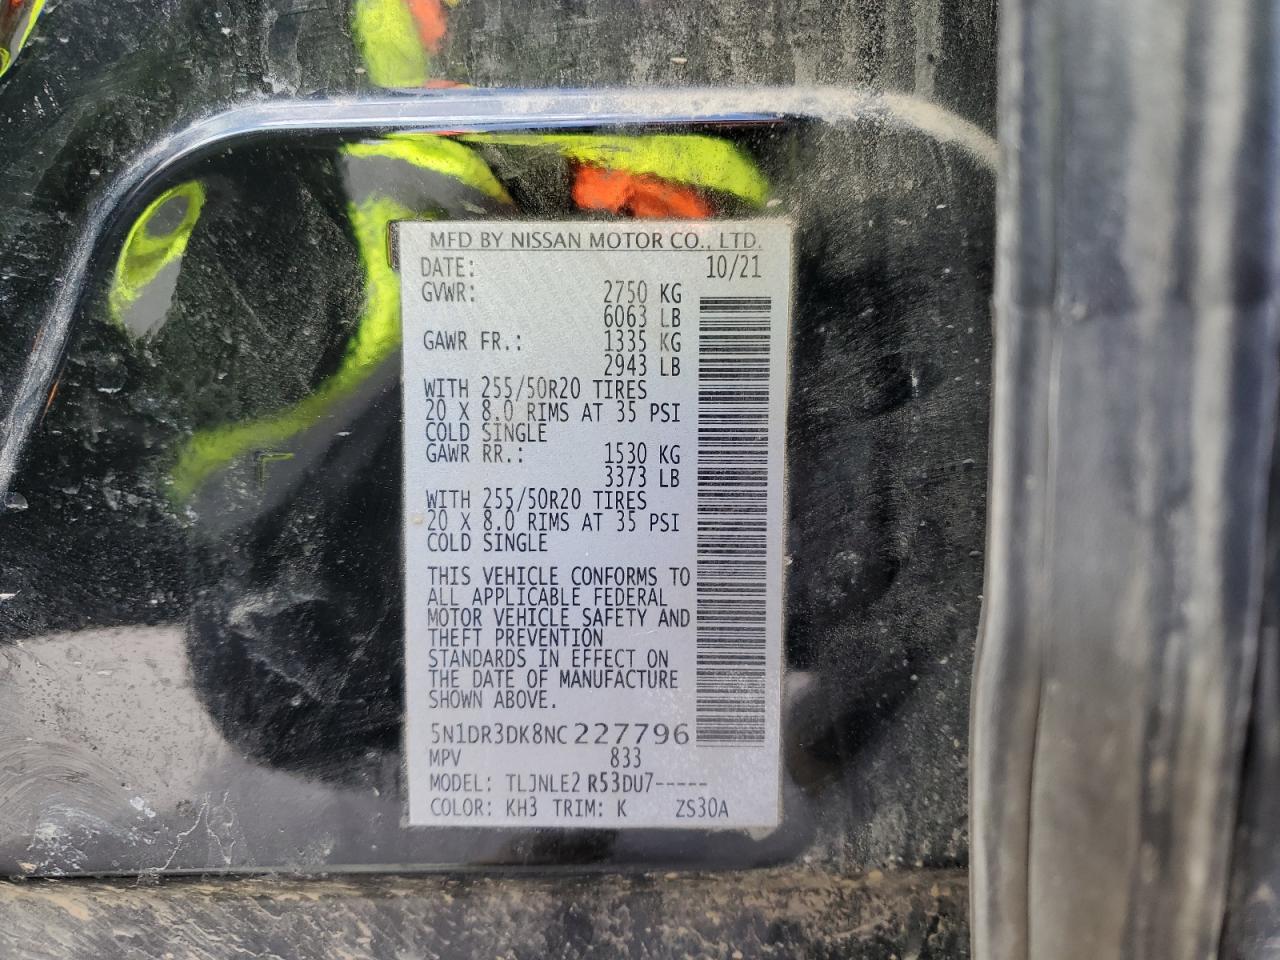 MFD BY NISSAN MOTOR CO., LTD.
DATE: 10/21
GVWR: 2750 KG
6063 LB
GAWR FR.: 1335 KG
2943 LB
WITH 255/50R20 TIRES
20 X 8.0 RIMS AT 35 PSI
COLD SINGLE
GAWR RR.: 1530 KG
3373 LB
WITH 255/50R20 TIRES
20 X 8.0 RIMS AT 35 PSI
COLD SINGLE
THIS VEHICLE CONFORMS TO
ALL APPLICABLE FEDERAL
MOTOR VEHICLE SAFETY AND
THEFT PREVENTION
STANDARDS IN EFFECT ON
THE DATE OF MANUFACTURE
SHOWN ABOVE.
5N1DR3DK8NC227796
MPV 833
MODEL: TLJNLE2 R53DU7-----
COLOR: KH3 TRIM: K ZS30A